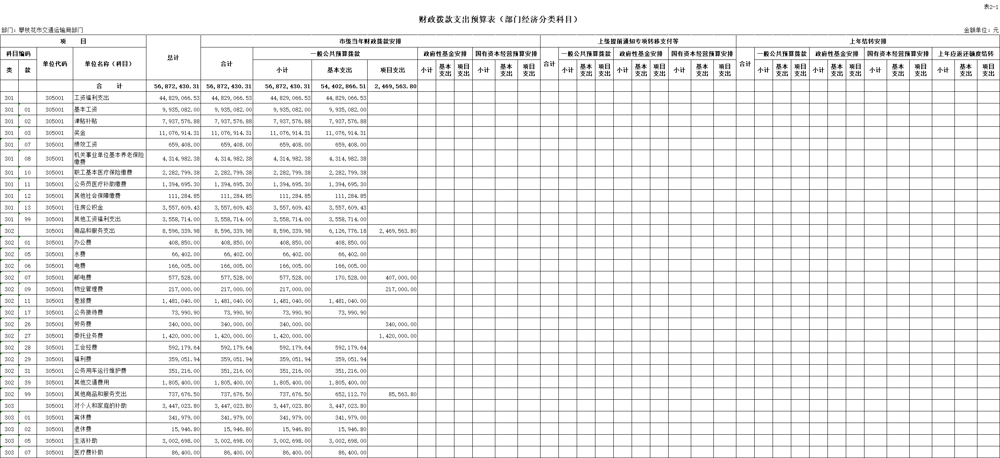 表2-1
财政拨款支出预算表（部门经济分类科目）
部门：攀枝花市交通运输局部门 金额单位：元
项 目 总计 市级当年财政拨款安排 上级提前通知专项转移支付等 上年结转安排
科目编码 单位代码 单位名称（科目） 合计 一般公共预算拨款 政府性基金安排 国有资本经营预算安排 合计 一般公共预算拨款 政府性基金安排 国有资本经营预算安排 合计 一般公共预算拨款 政府性基金安排 国有资本经营预算安排 上年应返还额度结转
类 款 小计 基本支出 项目支出 小计 基本支出 项目支出 小计 基本支出 项目支出 小计 基本支出 项目支出 小计 基本支出 项目支出 小计 基本支出 项目支出 小计 基本支出 项目支出 小计 基本支出 项目支出 小计 基本支出 项目支出 小计 基本支出 项目支出
合 计 56,872,430.31 56,872,430.31 56,872,430.31 54,402,866.51 2,469,563.80
301 305001 工资福利支出 44,829,066.53 44,829,066.53 44,829,066.53 44,829,066.53
301 01 305001 基本工资 9,935,082.00 9,935,082.00 9,935,082.00 9,935,082.00
301 02 305001 津贴补贴 7,937,576.88 7,937,576.88 7,937,576.88 7,937,576.88
301 03 305001 奖金 11,076,914.31 11,076,914.31 11,076,914.31 11,076,914.31
301 07 305001 绩效工资 659,408.00 659,408.00 659,408.00 659,408.00
301 08 305001 机关事业单位基本养老保险缴费 4,314,982.38 4,314,982.38 4,314,982.38 4,314,982.38
301 10 305001 职工基本医疗保险缴费 2,282,799.38 2,282,799.38 2,282,799.38 2,282,799.38
301 11 305001 公务员医疗补助缴费 1,394,695.30 1,394,695.30 1,394,695.30 1,394,695.30
301 12 305001 其他社会保障缴费 111,284.85 111,284.85 111,284.85 111,284.85
301 13 305001 住房公积金 3,557,609.43 3,557,609.43 3,557,609.43 3,557,609.43
301 99 305001 其他工资福利支出 3,558,714.00 3,558,714.00 3,558,714.00 3,558,714.00
302 305001 商品和服务支出 8,596,339.98 8,596,339.98 8,596,339.98 6,126,776.18 2,469,563.80
302 01 305001 办公费 408,850.00 408,850.00 408,850.00 408,850.00
302 05 305001 水费 66,402.00 66,402.00 66,402.00 66,402.00
302 06 305001 电费 166,005.00 166,005.00 166,005.00 166,005.00
302 07 305001 邮电费 577,528.00 577,528.00 577,528.00 170,528.00 407,000.00
302 09 305001 物业管理费 217,000.00 217,000.00 217,000.00 217,000.00
302 11 305001 差旅费 1,481,040.00 1,481,040.00 1,481,040.00 1,481,040.00
302 17 305001 公务接待费 73,990.90 73,990.90 73,990.90 73,990.90
302 26 305001 劳务费 340,000.00 340,000.00 340,000.00 340,000.00
302 27 305001 委托业务费 1,420,000.00 1,420,000.00 1,420,000.00 1,420,000.00
302 28 305001 工会经费 592,179.64 592,179.64 592,179.64 592,179.64
302 29 305001 福利费 359,051.94 359,051.94 359,051.94 359,051.94
302 31 305001 公务用车运行维护费 351,216.00 351,216.00 351,216.00 351,216.00
302 39 305001 其他交通费用 1,805,400.00 1,805,400.00 1,805,400.00 1,805,400.00
302 99 305001 其他商品和服务支出 737,676.50 737,676.50 737,676.50 652,112.70 85,563.80
303 305001 对个人和家庭的补助 3,447,023.80 3,447,023.80 3,447,023.80 3,447,023.80
303 01 305001 离休费 341,979.00 341,979.00 341,979.00 341,979.00
303 02 305001 退休费 15,946.80 15,946.80 15,946.80 15,946.80
303 05 305001 生活补助 3,002,698.00 3,002,698.00 3,002,698.00 3,002,698.00
303 07 305001 医疗费补助 86,400.00 86,400.00 86,400.00 86,400.00